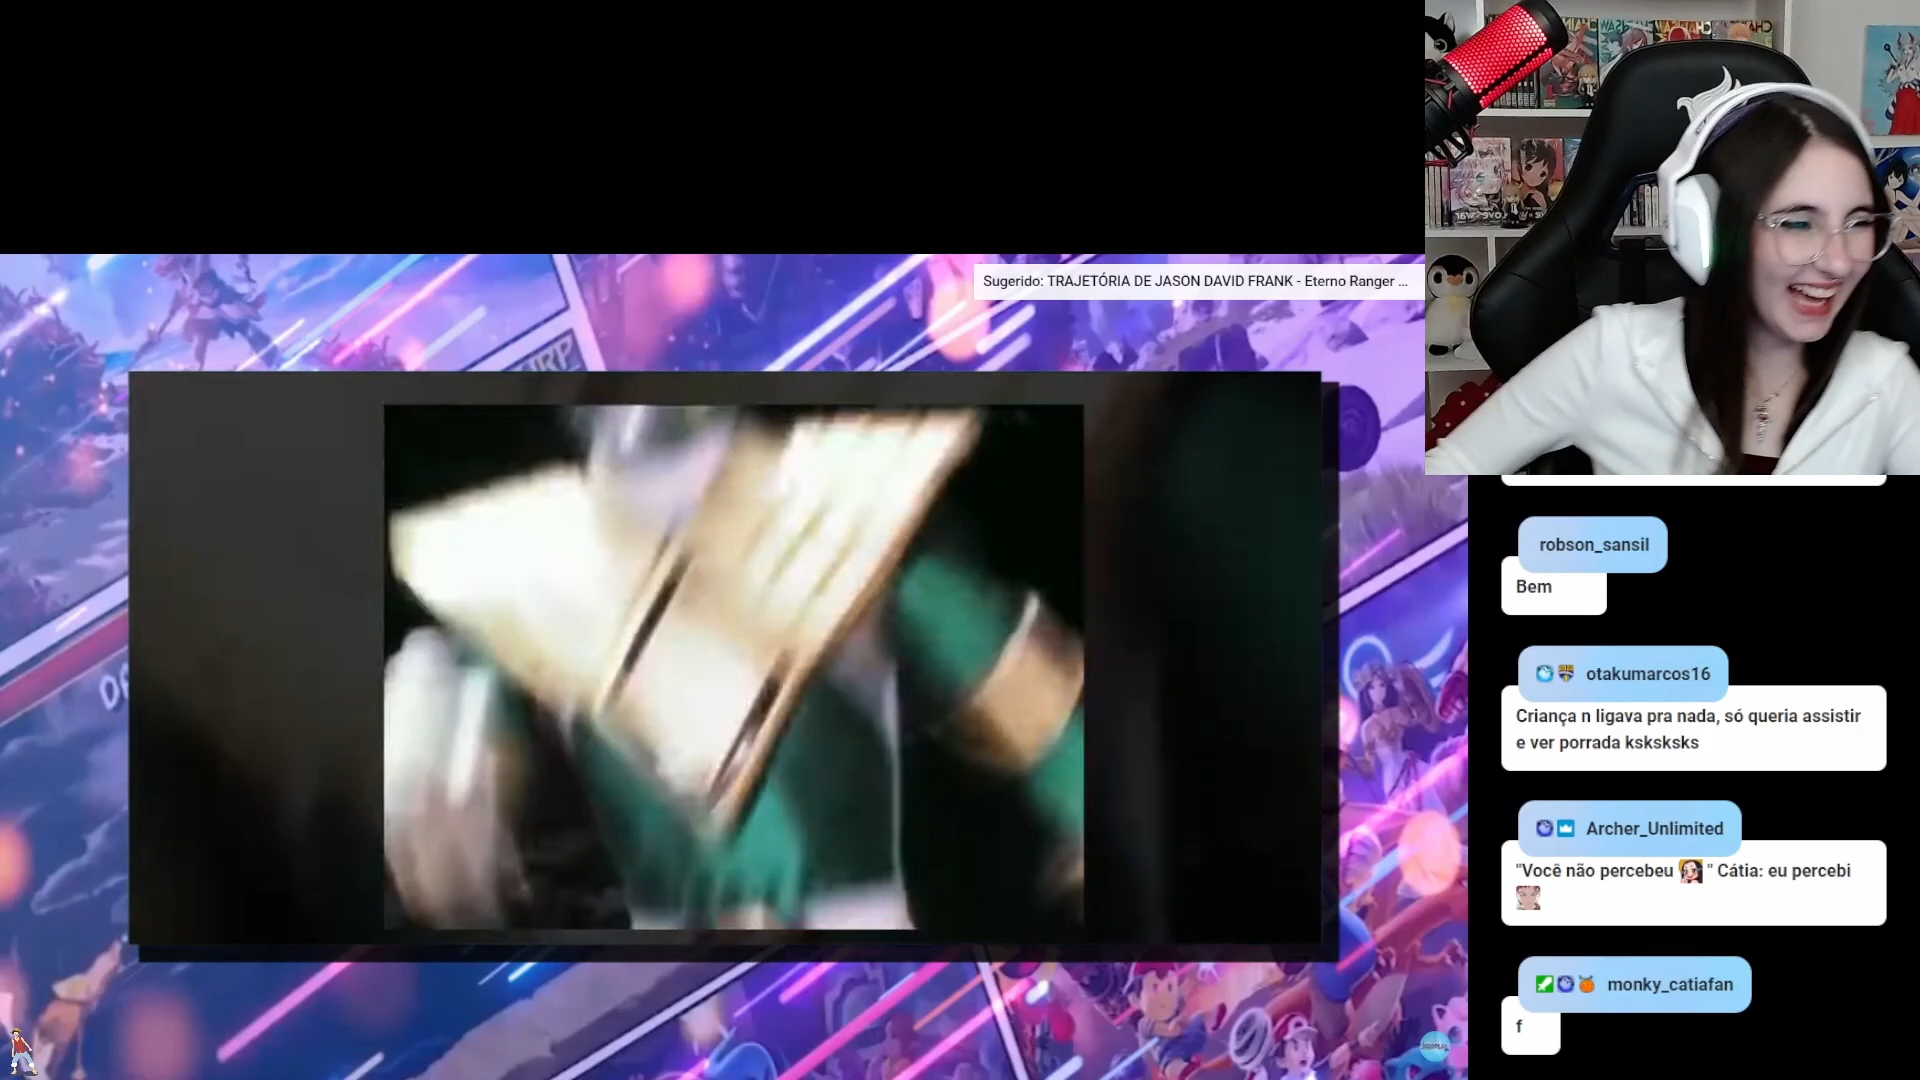 Sugerido: TRAJETÓRIA DE JASON DAVID FRANK - Eterno Ranger ...
robson_sansil
Bem
otakumarcos16
Criança n ligava pra nada, só queria assistir
e ver porrada ksksksks
Archer_Unlimited
"Você não percebeu " Cátia: eu percebi
monky_catiafan
f